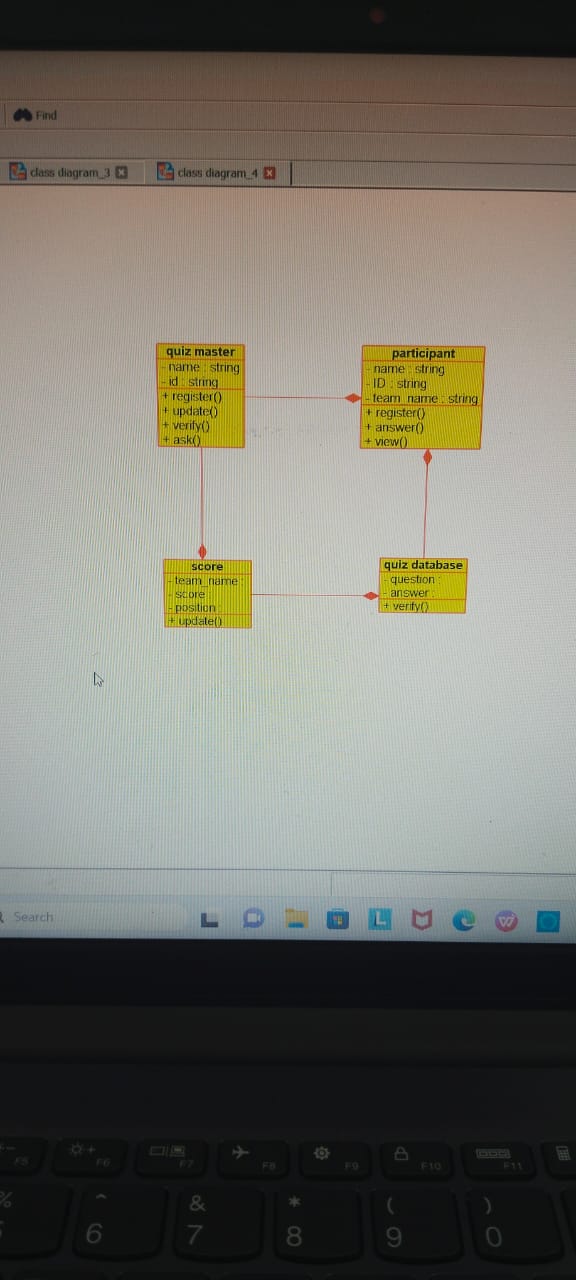 Find
class diagram_3
class diagram_4
quiz master
- name : string
- id : string
+ register()
+ update()
+ verify()
+ ask()
participant
- name : string
- ID : string
- team_name : string
+ register()
+ answer()
+ view()
score
- team_name :
- score :
- position :
+ update()
quiz database
- question :
- answer :
+ verify()
Search
F5
F6
F7
F8
F9
F10
F11
%
^
6
&
7
*
8
(
9
)
0